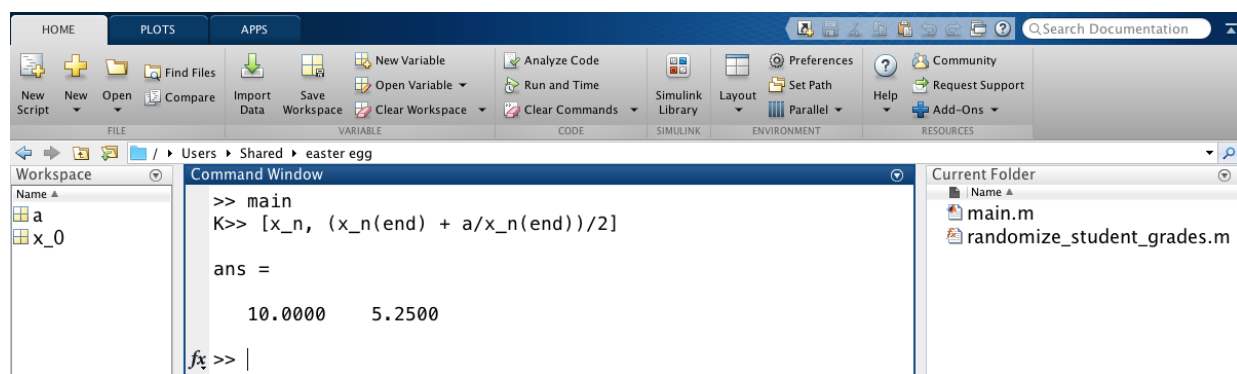 HOME PLOTS APPS
Search Documentation
New Script
New
Open
Find Files
Compare
Import Data
Save Workspace
New Variable
Open Variable
Clear Workspace
Analyze Code
Run and Time
Clear Commands
Simulink Library
Layout
Preferences
Set Path
Parallel
Help
Community
Request Support
Add-Ons
FILE VARIABLE CODE SIMULINK ENVIRONMENT RESOURCES
/ Users Shared easter egg
Workspace
Name
a
x_0
Command Window
>> main
K>> [x_n, (x_n(end) + a/x_n(end))/2]
ans =
10.0000 5.2500
fx >>
Current Folder
Name
main.m
randomize_student_grades.m